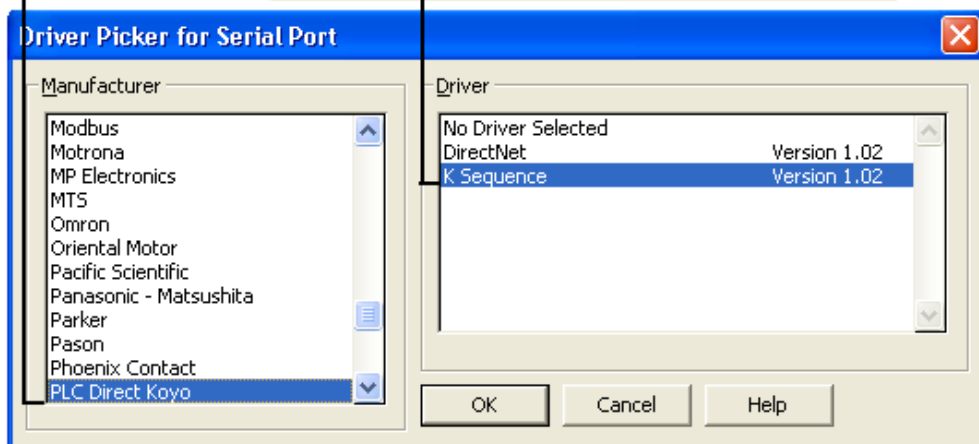 Driver Picker for Serial Port
Manufacturer
Modbus
Motrona
MP Electronics
MTS
Omron
Oriental Motor
Pacific Scientific
Panasonic - Matsushita
Parker
Pason
Phoenix Contact
PLC Direct Koyo
Driver
No Driver Selected
DirectNet Version 1.02
K Sequence Version 1.02
OK
Cancel
Help